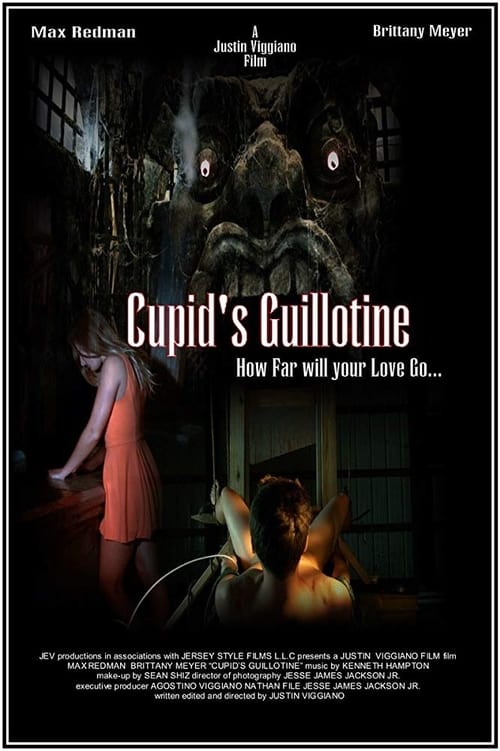 Max Redman
A
Justin Viggiano
Film
Brittany Meyer
Cupid's Guillotine
How Far will your Love Go...
JEV productions in associations with JERSEY STYLE FILMS L.L.C presents a JUSTIN VIGGIANO FILM film
MAX REDMAN BRITTANY MEYER "CUPID'S GUILLOTINE" music by KENNETH HAMPTON
make-up by SEAN SHIZ director of photography JESSE JAMES JACKSON JR.
executive producer AGOSTINO VIGGIANO NATHAN FILE JESSE JAMES JACKSON JR.
written edited and directed by JUSTIN VIGGIANO